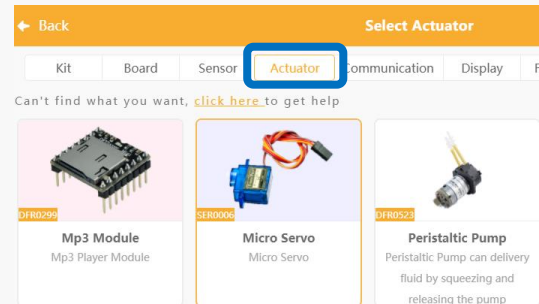 ← Back
Select Actuator
Kit Board Sensor Actuator Communication Display F
Can't find what you want, click here to get help
DFR0299
SER0006
DFR0523
Mp3 Module
Mp3 Player Module
Micro Servo
Micro Servo
Peristaltic Pump
Peristaltic Pump can delivery
fluid by squeezing and
releasing the pump